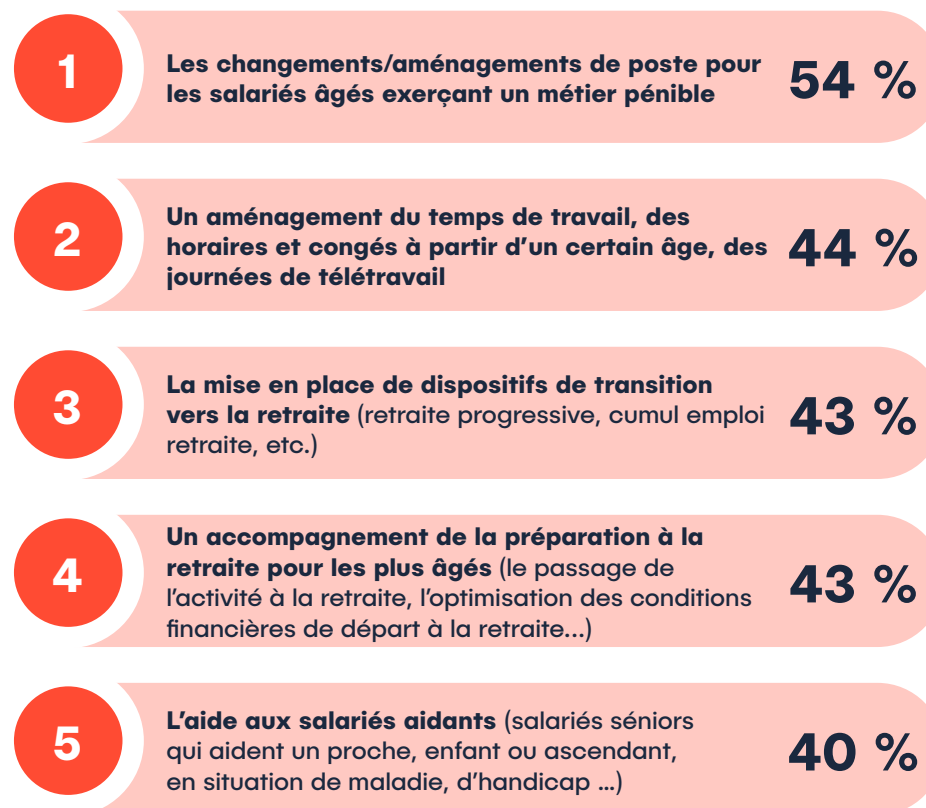 1
Les changements/aménagements de poste pour
les salariés âgés exerçant un métier pénible
54 %
2
Un aménagement du temps de travail, des
horaires et congés à partir d’un certain âge, des
journées de télétravail
44 %
3
La mise en place de dispositifs de transition
vers la retraite (retraite progressive, cumul emploi
retraite, etc.)
43 %
4
Un accompagnement de la préparation à la
retraite pour les plus âgés (le passage de
l’activité à la retraite, l’optimisation des conditions
financières de départ à la retraite...)
43 %
5
L’aide aux salariés aidants (salariés séniors
qui aident un proche, enfant ou ascendant,
en situation de maladie, d’handicap ...)
40 %